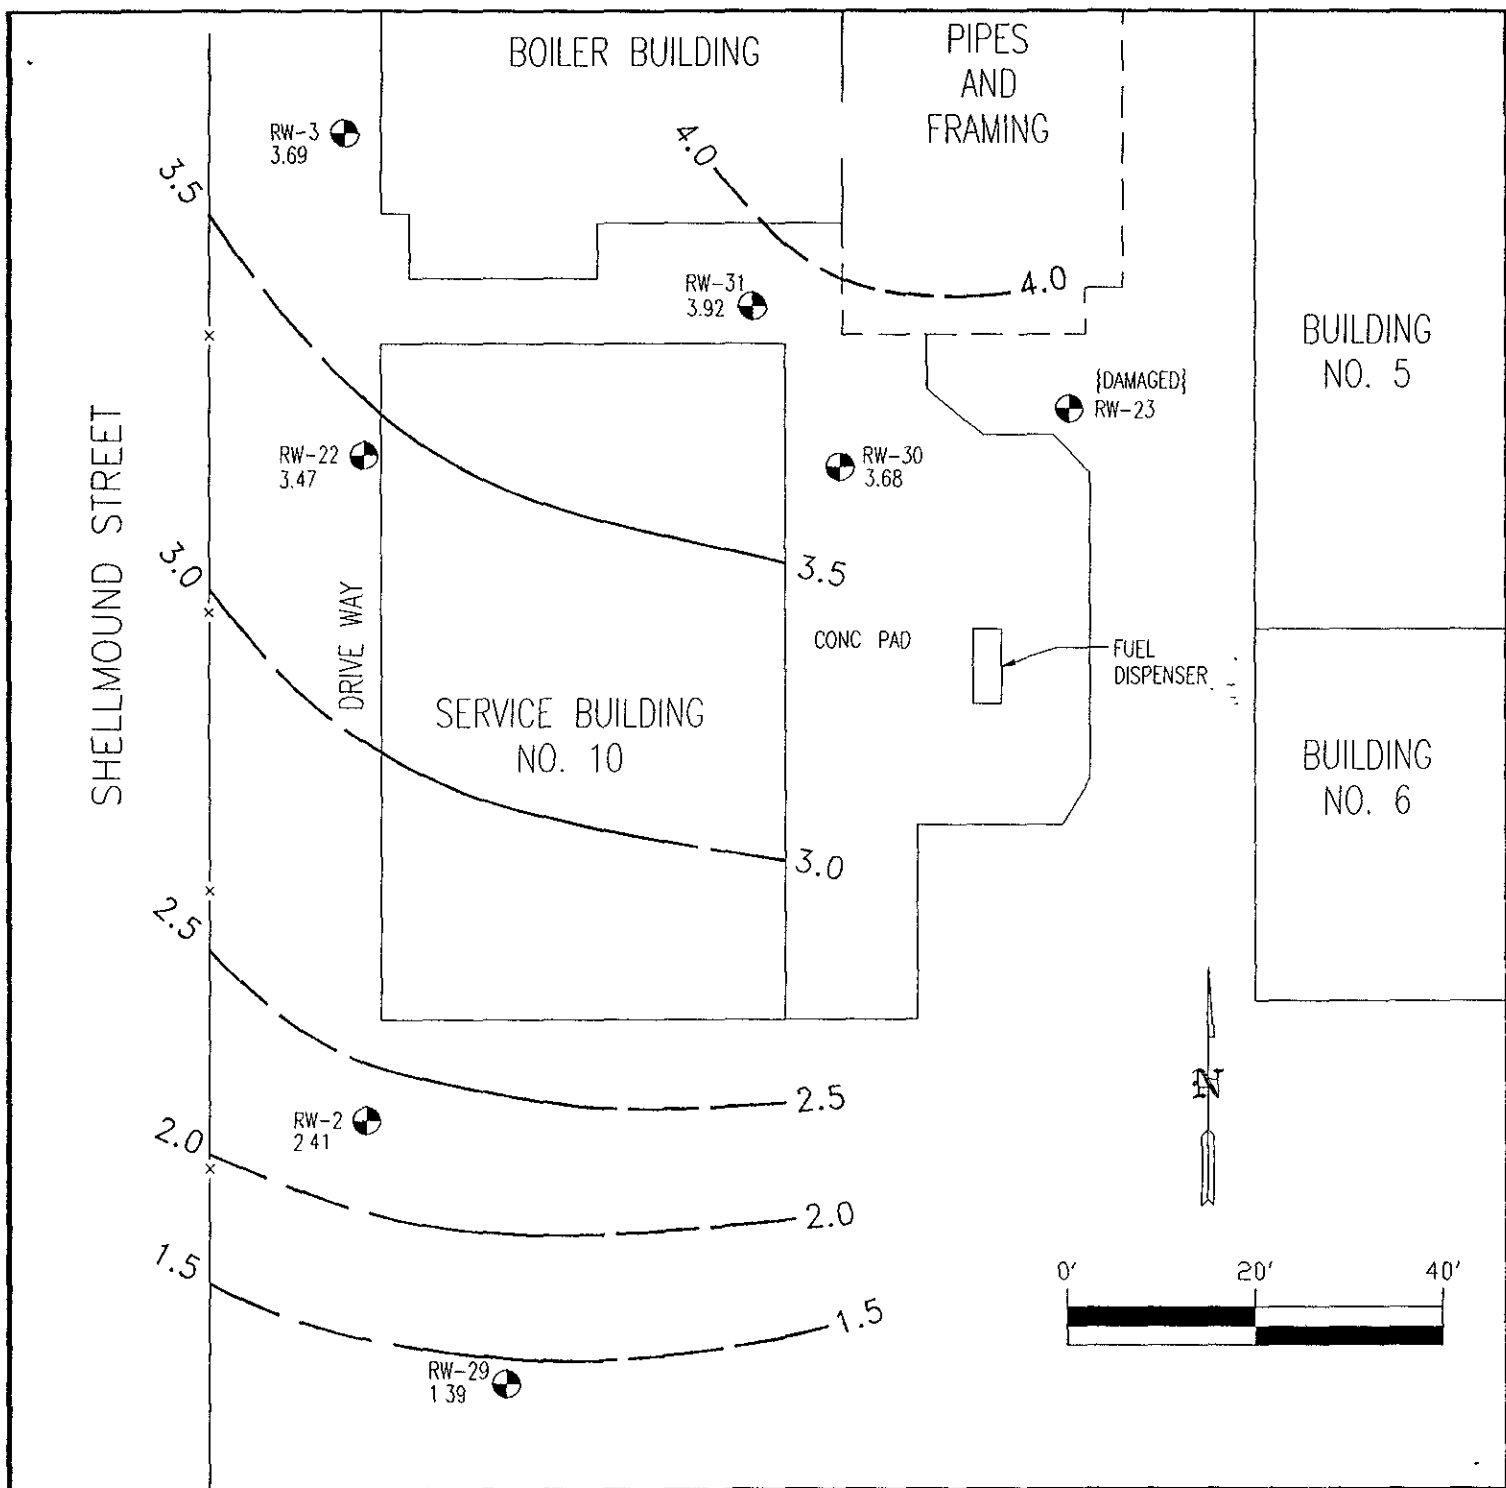 BOILER BUILDING
PIPES
AND
FRAMING
RW-3
3.69
4.0
3.5
RW-31
3.92
4.0
BUILDING
NO. 5
{DAMAGED}
RW-23
RW-22
3.47
RW-30
3.68
SHELLMOUND STREET
3.0
3.5
DRIVE WAY
CONC PAD
FUEL
DISPENSER
SERVICE BUILDING
NO. 10
BUILDING
NO. 6
3.0
2.5
N
2.5
RW-2
2 41
2.0
2.0
1.5
0' 20' 40'
1.5
RW-29
1 39